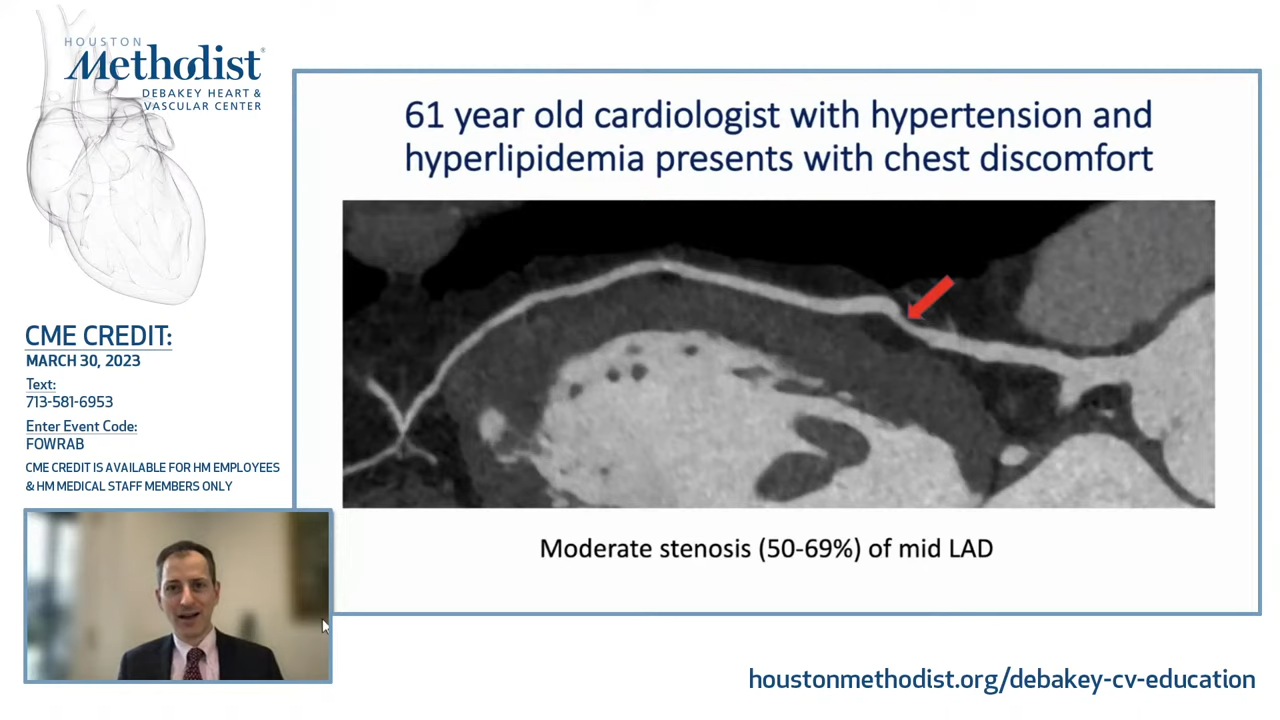 HOUSTON
Methodist®
DEBAKEY HEART &
VASCULAR CENTER
CME CREDIT:
MARCH 30, 2023
Text:
713-581-6953
Enter Event Code:
FOWRAB
CME CREDIT IS AVAILABLE FOR HM EMPLOYEES
& HM MEDICAL STAFF MEMBERS ONLY
61 year old cardiologist with hypertension and
hyperlipidemia presents with chest discomfort
Moderate stenosis (50-69%) of mid LAD
houstonmethodist.org/debakey-cv-education